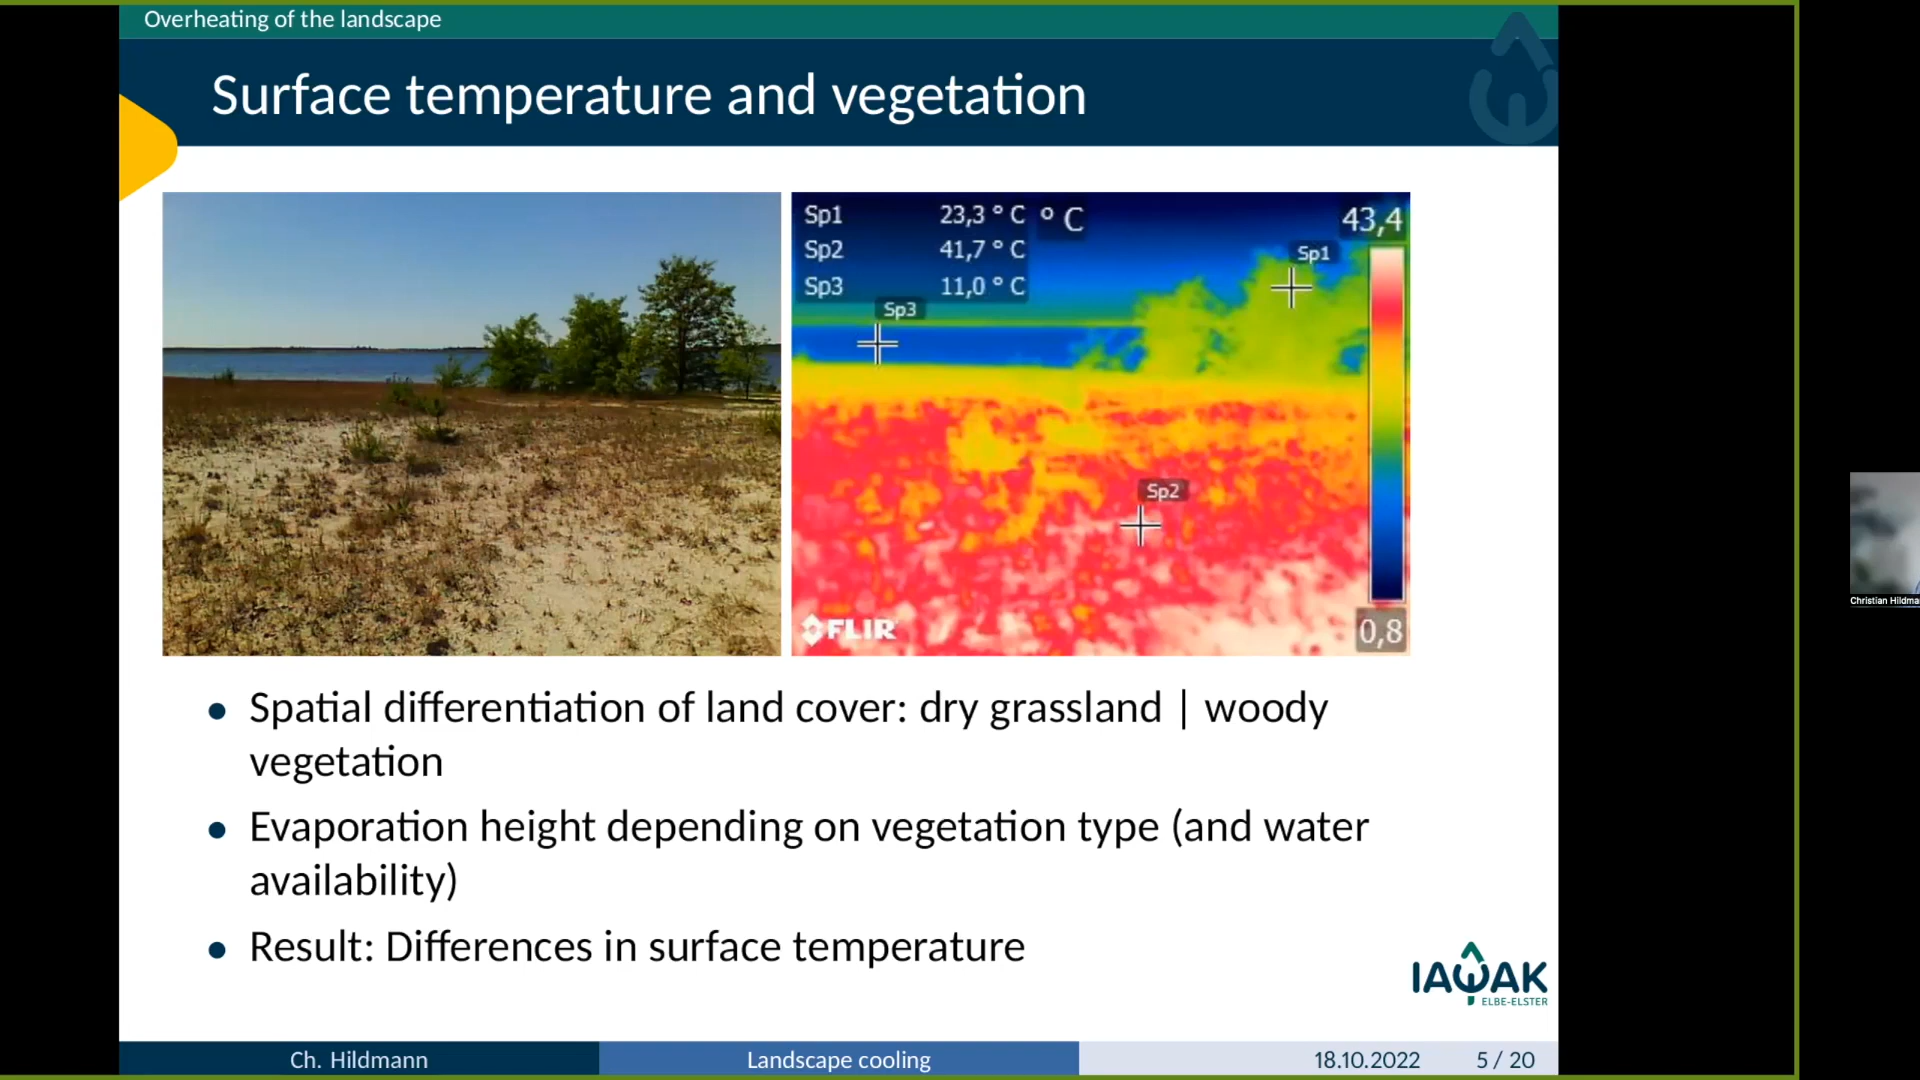 Overheating of the landscape
Surface temperature and vegetation
Sp1 23,3 ° C ° C 43,4
Sp2 41,7 ° C
Sp3 11,0 ° C
Sp1
Sp3
Sp2
FLIR
0,8
• Spatial differentiation of land cover: dry grassland | woody
vegetation
• Evaporation height depending on vegetation type (and water
availability)
• Result: Differences in surface temperature
IAWAK
ELBE-ELSTER
Ch. Hildmann Landscape cooling 18.10.2022 5 / 20
Christian Hildma